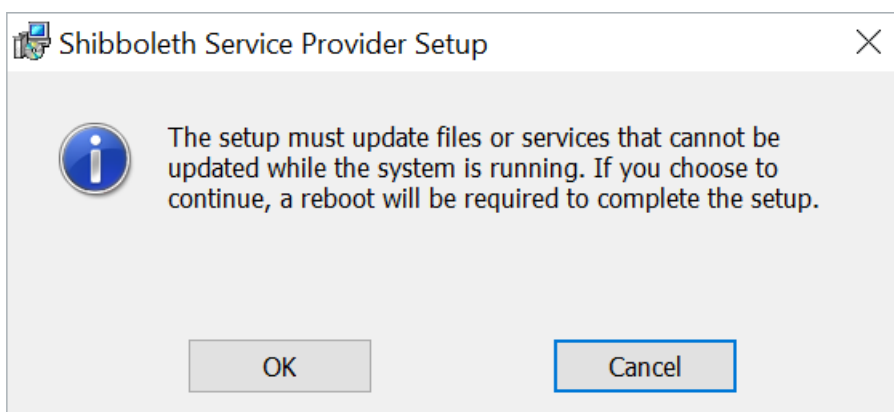 Shibboleth Service Provider Setup
The setup must update files or services that cannot be
updated while the system is running. If you choose to
continue, a reboot will be required to complete the setup.
OK
Cancel